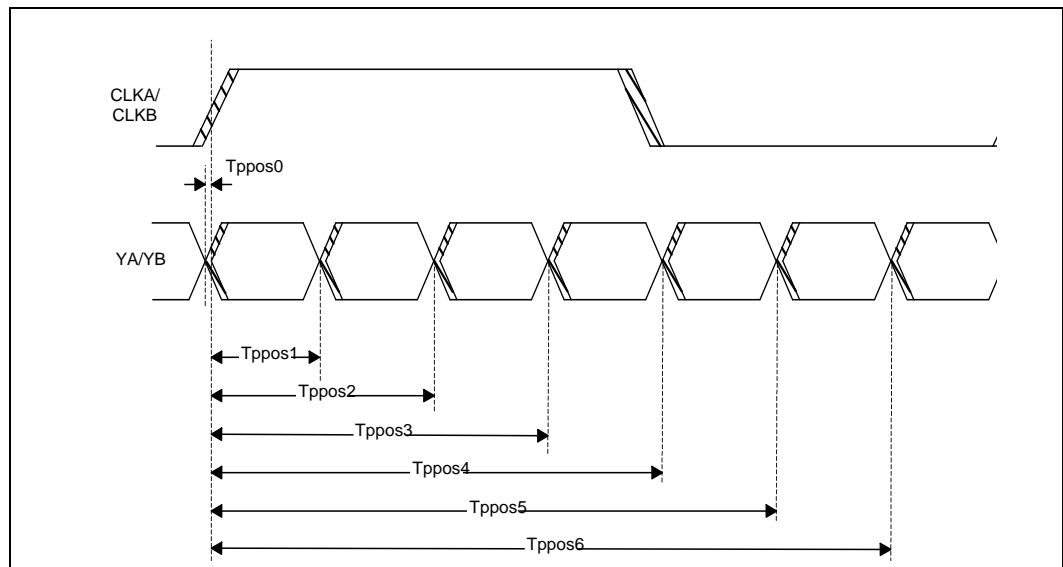 CLKA/
CLKB
Tppos0
YA/YB
Tppos1
Tppos2
Tppos3
Tppos4
Tppos5
Tppos6